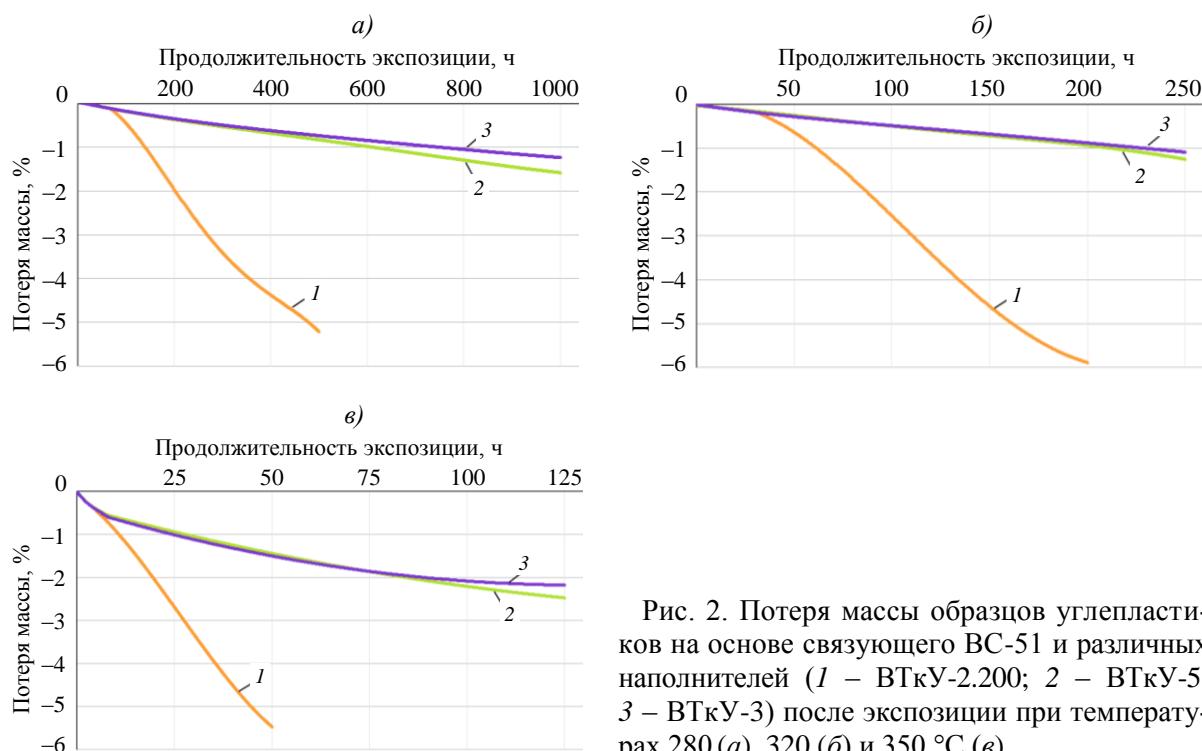 а)
Продолжительность экспозиции, ч
0 200 400 600 800 1000
Потеря массы, %
–1
–2
–3
–4
–5
–6
3
2
1
б)
Продолжительность экспозиции, ч
0 50 100 150 200 250
Потеря массы, %
–1
–2
–3
–4
–5
–6
3
2
1
в)
Продолжительность экспозиции, ч
0 25 50 75 100 125
Потеря массы, %
–1
–2
–3
–4
–5
–6
3
2
1
Рис. 2. Потеря массы образцов углепласти-
ков на основе связующего ВС-51 и различных
наполнителей (1 – ВТкУ-2.200; 2 – ВТкУ-5
3 – ВТкУ-3) после экспозиции при температу-
рах 280 (а), 320 (б) и 350 °С (в)